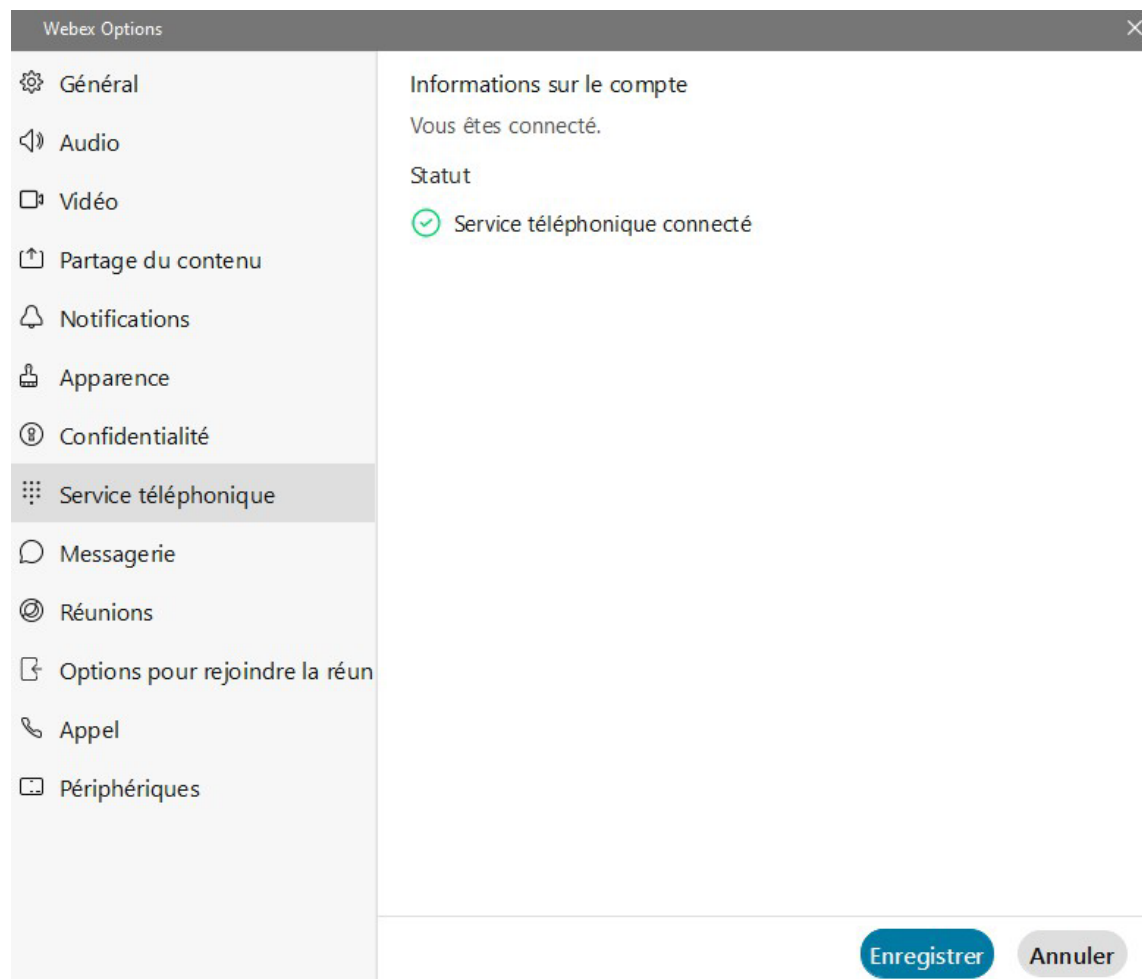 Webex Options
Général
Audio
Vidéo
Partage du contenu
Notifications
Apparence
Confidentialité
Service téléphonique
Messagerie
Réunions
Options pour rejoindre la réun
Appel
Périphériques
Informations sur le compte
Vous êtes connecté.
Statut
Service téléphonique connecté
Enregistrer
Annuler